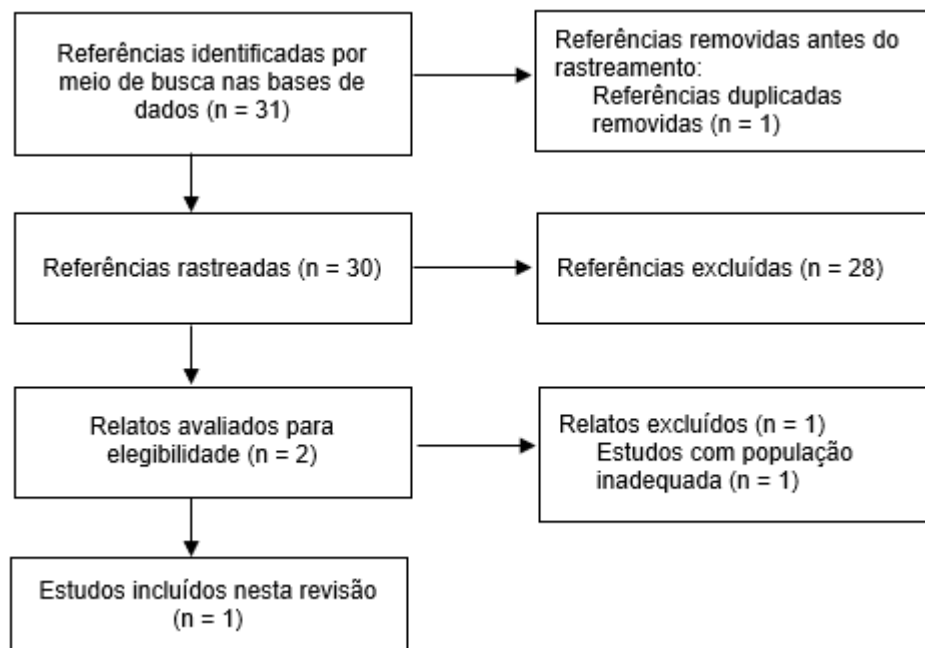 Referências identificadas por
meio de busca nas bases de
dados (n = 31)
Referências removidas antes do
rastreamento:
Referências duplicadas
removidas (n = 1)
Referências rastreadas (n = 30)
Referências excluídas (n = 28)
Relatos avaliados para
elegibilidade (n = 2)
Relatos excluídos (n = 1)
Estudos com população
inadequada (n = 1)
Estudos incluídos nesta revisão
(n = 1)